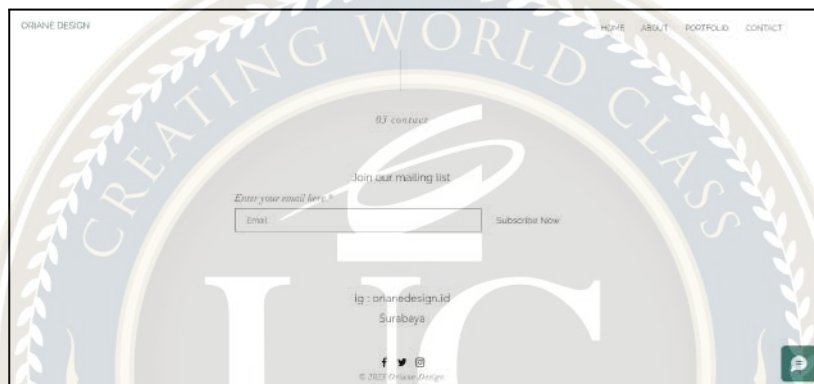 ORIANE DESIGN
HOME ABOUT PORTFOLIO CONTACT
CREATING WORLD CLASS
03 contact
Join our mailing list
Enter your email here *
Email
Subscribe Now
UC
ig : orianedesign.id
Surabaya
© 2023 Oriane Design